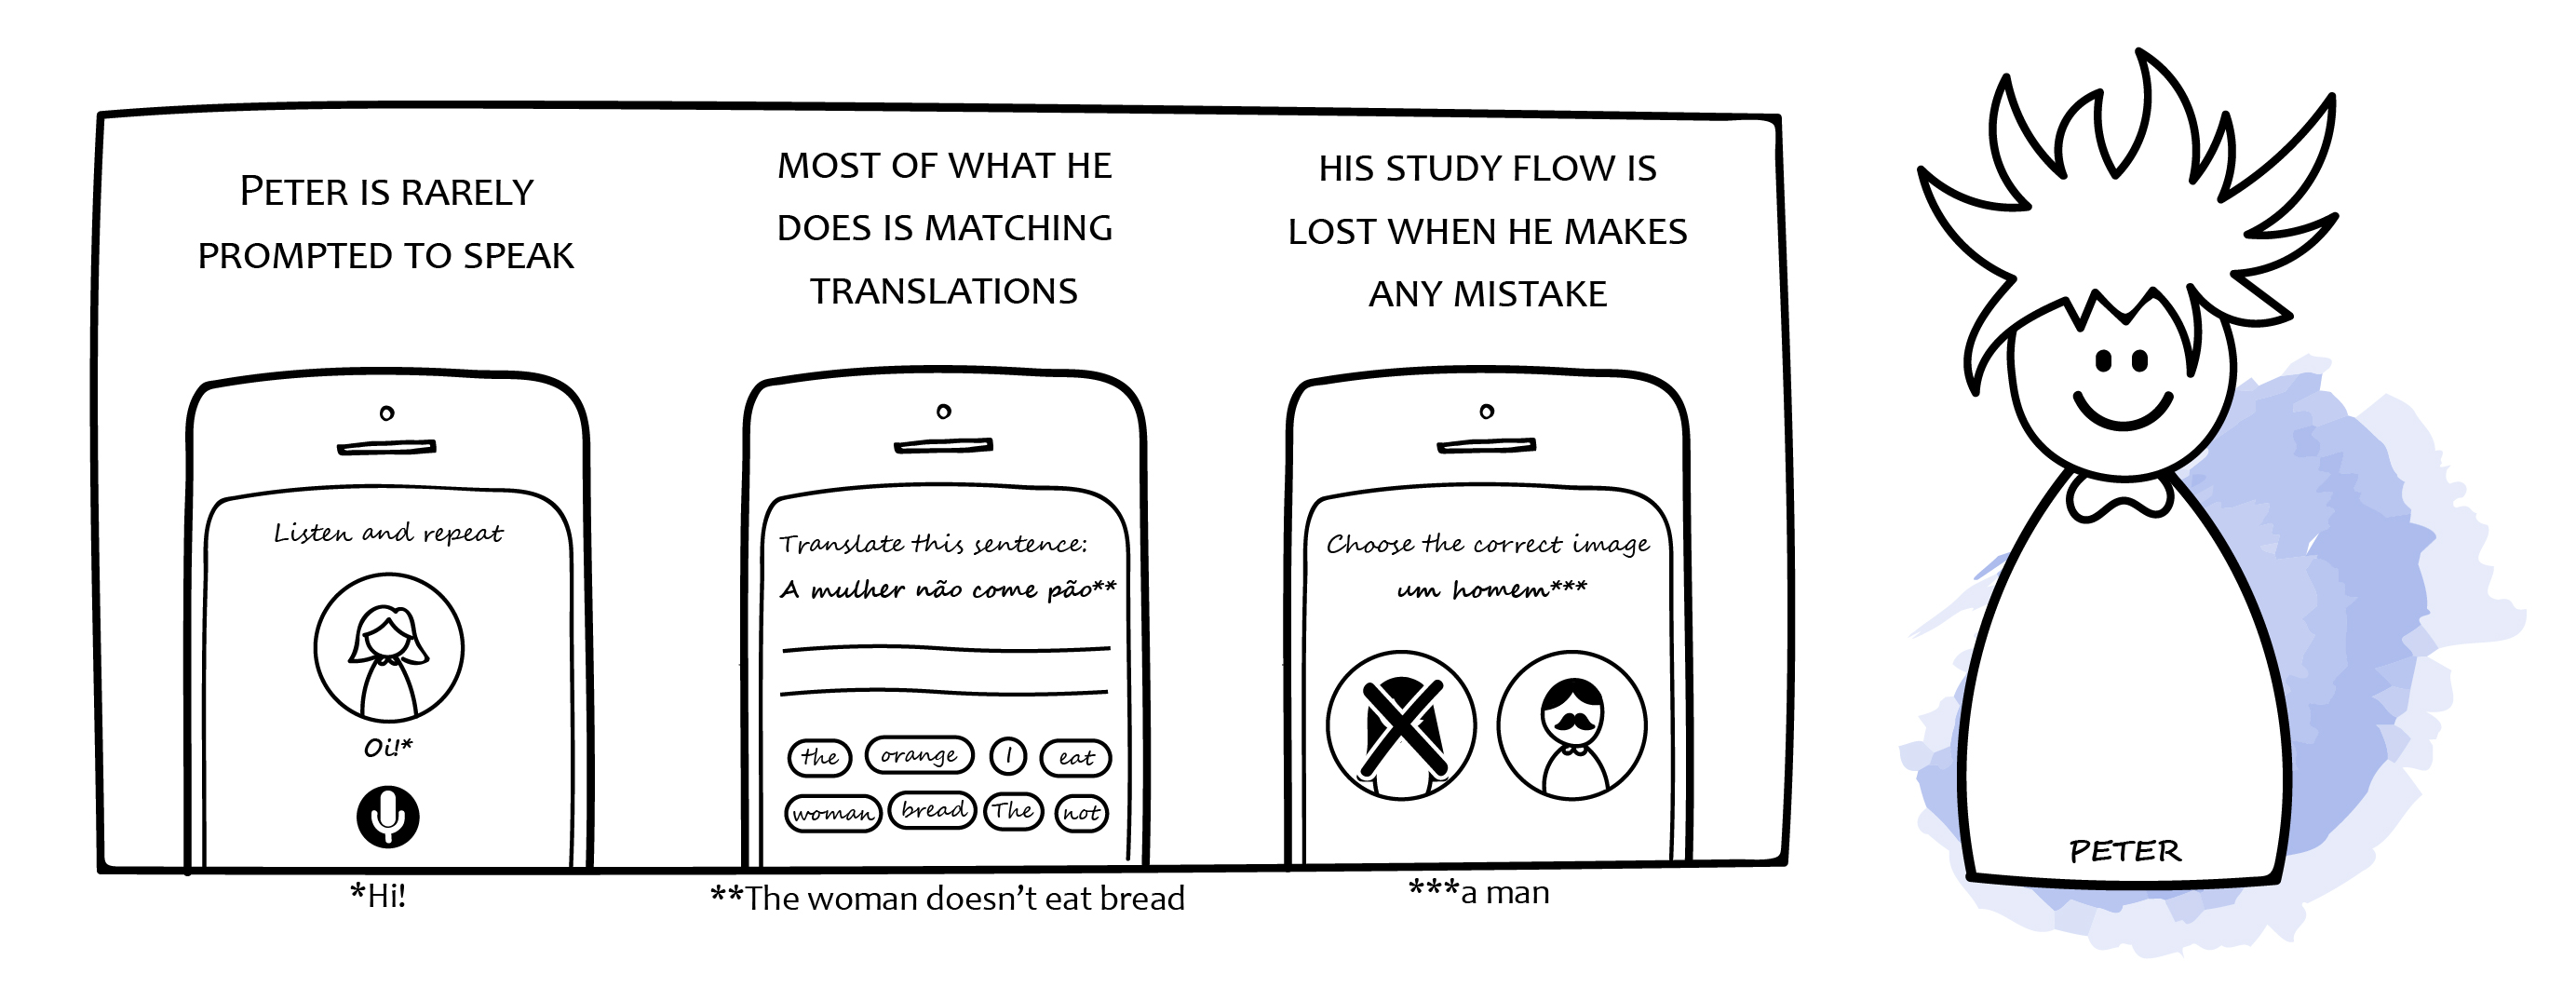 PETER IS RARELY
PROMPTED TO SPEAK
MOST OF WHAT HE
DOES IS MATCHING
TRANSLATIONS
HIS STUDY FLOW IS
LOST WHEN HE MAKES
ANY MISTAKE
Listen and repeat
Oi!*
Translate this sentence:
A mulher não come pão**
the orange I eat
woman bread The not
Choose the correct image
um homem***
*Hi!
**The woman doesn't eat bread
***a man
PETER